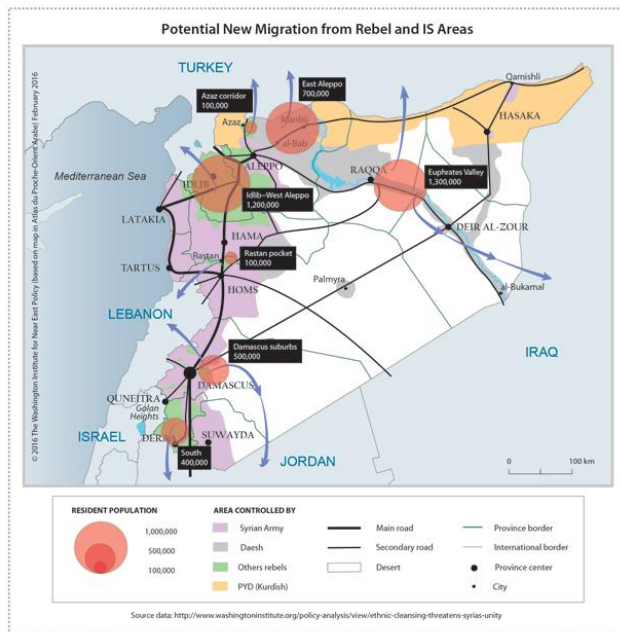 Potential New Migration from Rebel and IS Areas
TURKEY
East Aleppo
700,000
Azaz corridor
100,000
Qamishli
Azaz
Manbij
HASAKA
al-Bab
Mediterranean Sea
ALEPPO
RAQQA
IDLIB
Euphrates Valley
1,300,000
Idlib–West Aleppo
1,200,000
LATAKIA
HAMA
DEIR AL-ZOUR
Rastan
Rastan pocket
100,000
TARTUS
Palmyra
HOMS
al-Bukamal
LEBANON
IRAQ
Damascus suburbs
500,000
DAMASCUS
QUNEITRA
Golan
Heights
ISRAEL
DERAA
SUWAYDA
South
400,000
JORDAN
0 100 km
© 2016 The Washington Institute for Near East Policy (based on map in Atlas du Proche-Orient Arabe) February 2016
RESIDENT POPULATION
1,000,000
500,000
100,000
AREA CONTROLLED BY
Syrian Army
Daesh
Others rebels
PYD (Kurdish)
Main road
Secondary road
Desert
Province border
International border
Province center
City
Source data: http://www.washingtoninstitute.org/policy-analysis/view/ethnic-cleansing-threatens-syrias-unity